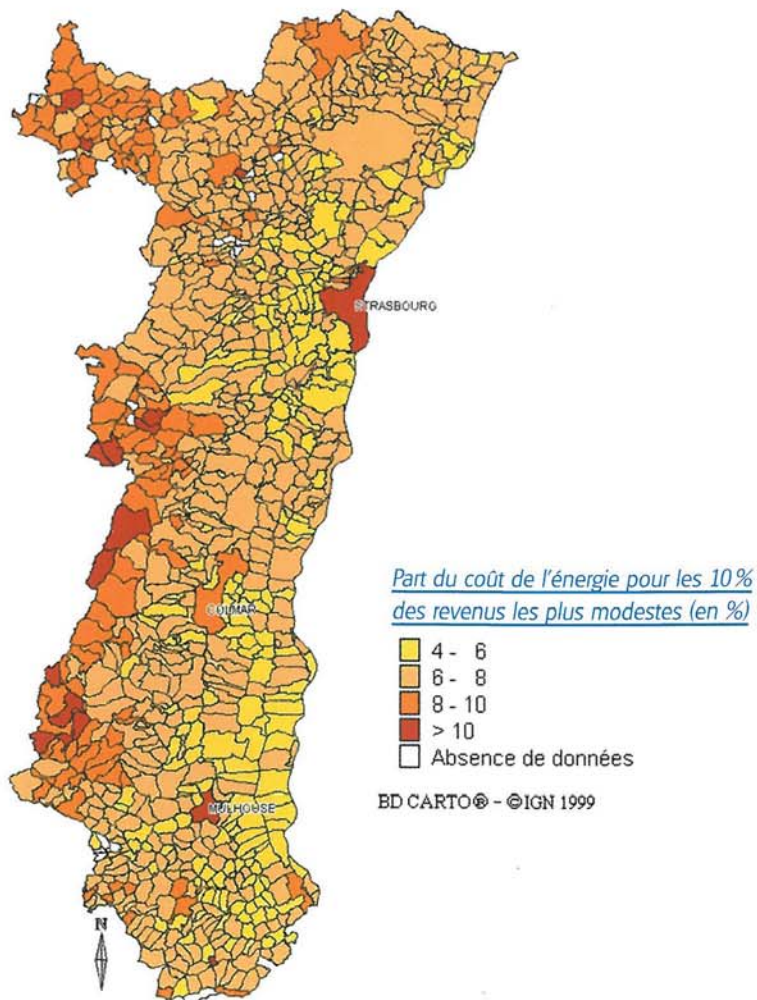 STRASBOURG
Part du coût de l'énergie pour les 10%
des revenus les plus modestes (en %)
COLMAR
4 - 6
6 - 8
8 - 10
> 10
Absence de données
MULHOUSE
BD CARTO® - ©IGN 1999
N